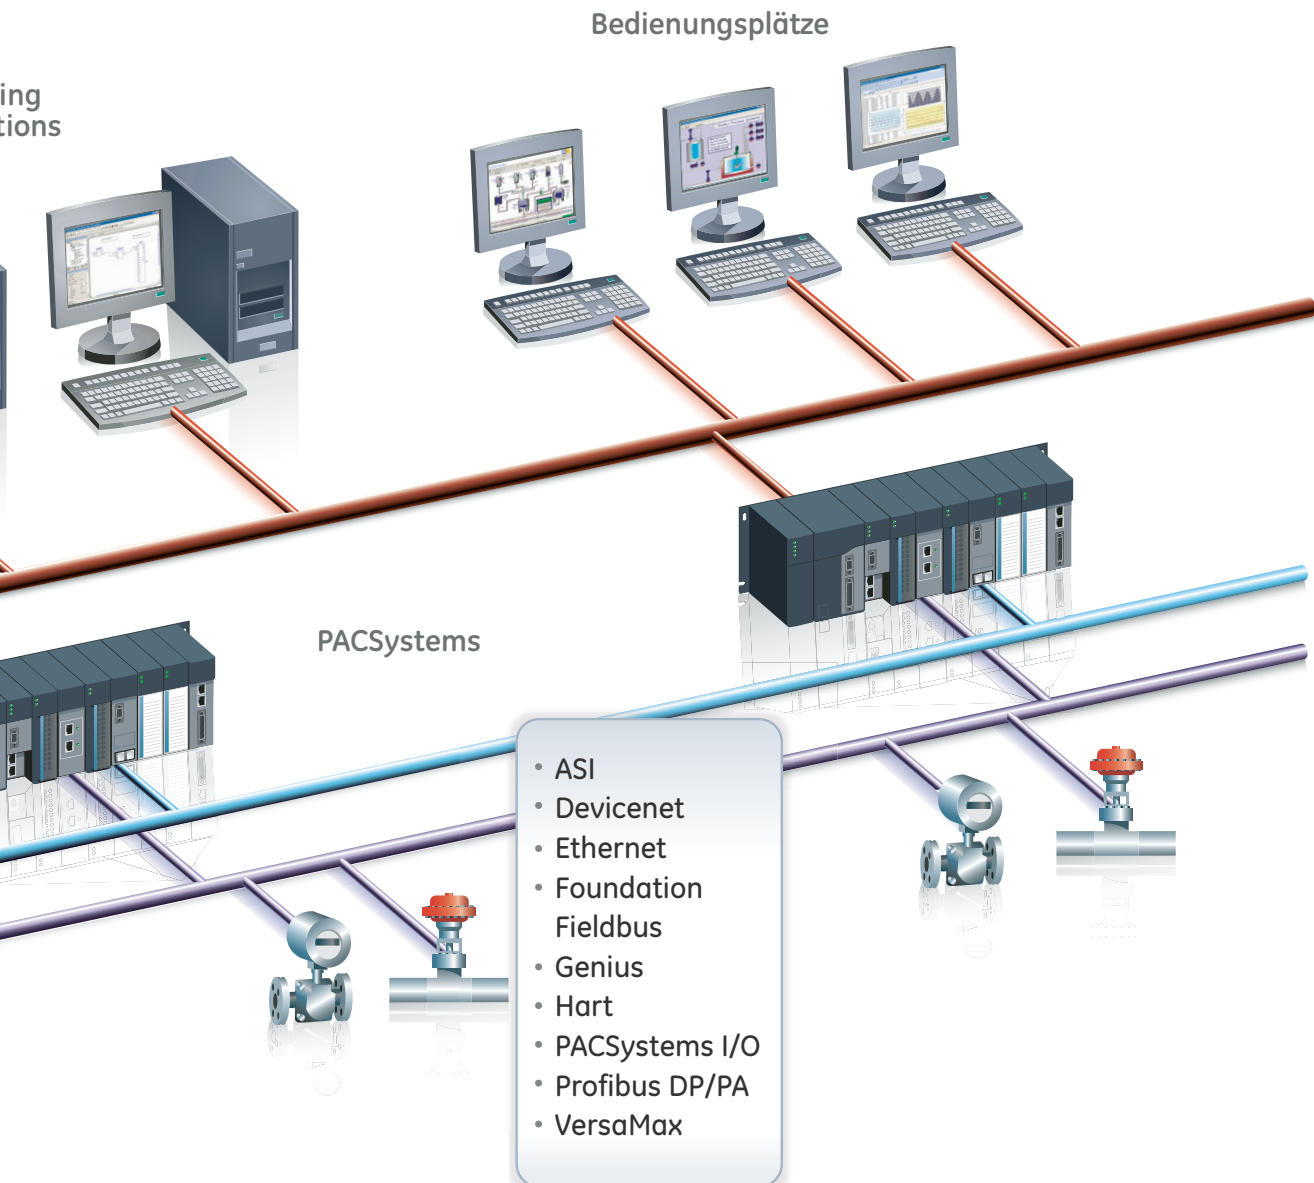 Bedienungsplätze
ing
tions
PACSystems
• ASI
• Devicenet
• Ethernet
• Foundation
Fieldbus
• Genius
• Hart
• PACSystems I/O
• Profibus DP/PA
• VersaMax